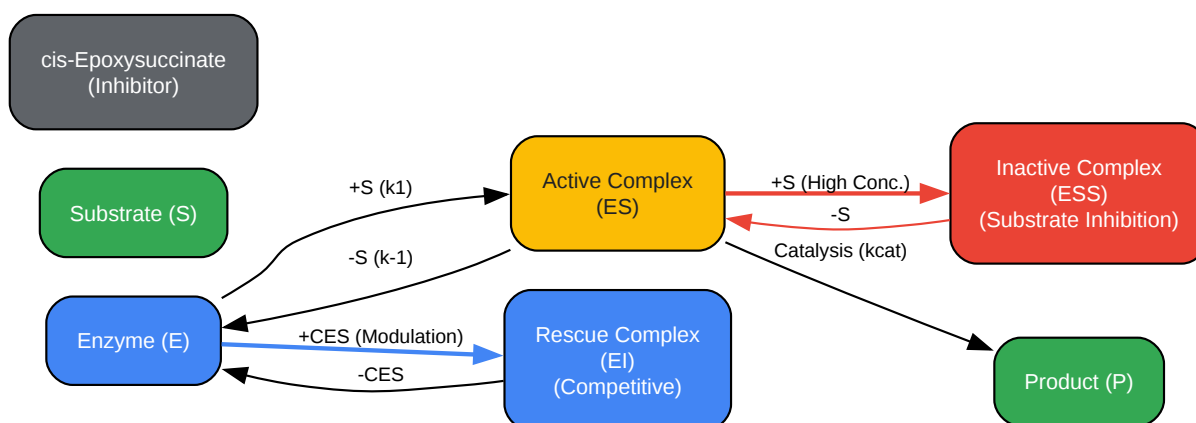 cis-Epoxysuccinate
(Inhibitor)
Substrate (S)
Enzyme (E)
+S (k1)
-S (k-1)
+CES (Modulation)
-CES
Active Complex
(ES)
Rescue Complex
(EI)
(Competitive)
+S (High Conc.)
-S
Catalysis (kcat)
Inactive Complex
(ESS)
(Substrate Inhibition)
Product (P)